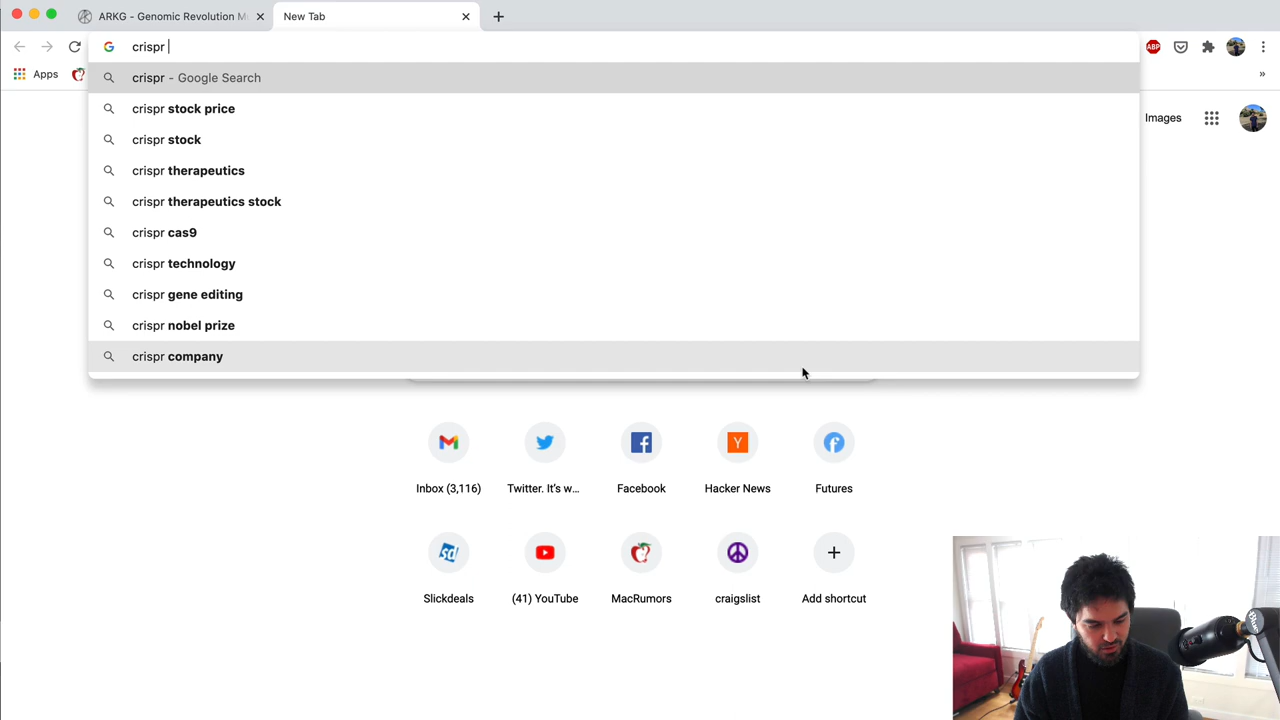 ARKG - Genomic Revolution M
New Tab
crispr
ABP
Apps
crispr - Google Search
crispr stock price
Images
crispr stock
crispr therapeutics
crispr therapeutics stock
crispr cas9
crispr technology
crispr gene editing
crispr nobel prize
crispr company
Inbox (3,116)
Twitter. It's w...
Facebook
Hacker News
Futures
Slickdeals
(41) YouTube
MacRumors
craigslist
Add shortcut